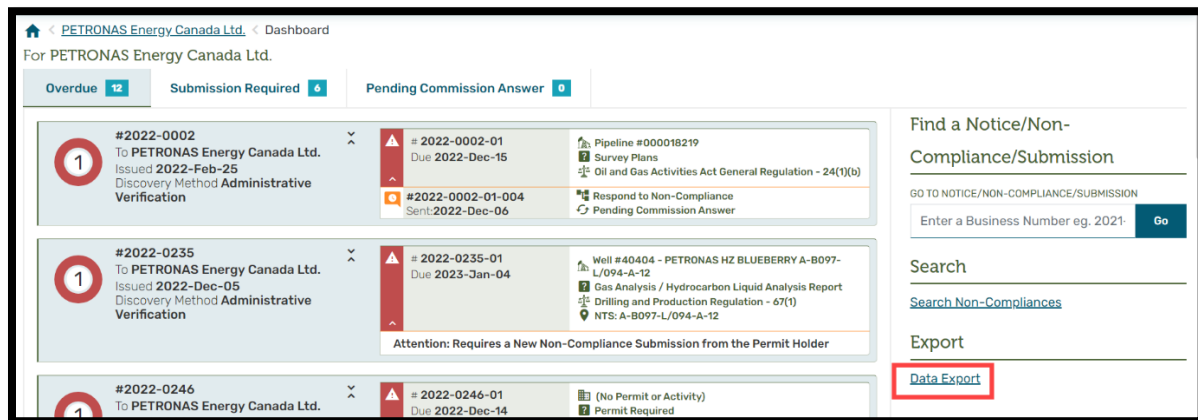 < PETRONAS Energy Canada Ltd. < Dashboard
For PETRONAS Energy Canada Ltd.
Overdue 12 Submission Required 6 Pending Commission Answer 0
1
#2022-0002
To PETRONAS Energy Canada Ltd.
Issued 2022-Feb-25
Discovery Method Administrative
Verification
# 2022-0002-01
Due 2022-Dec-15
Pipeline #000018219
Survey Plans
Oil and Gas Activities Act General Regulation - 24(1)(b)
#2022-0002-01-004
Sent:2022-Dec-06
Respond to Non-Compliance
Pending Commission Answer
1
#2022-0235
To PETRONAS Energy Canada Ltd.
Issued 2022-Dec-05
Discovery Method Administrative
Verification
# 2022-0235-01
Due 2023-Jan-04
Well #40404 - PETRONAS HZ BLUEBERRY A-B097-
L/094-A-12
Gas Analysis / Hydrocarbon Liquid Analysis Report
Drilling and Production Regulation - 67(1)
NTS: A-B097-L/094-A-12
Attention: Requires a New Non-Compliance Submission from the Permit Holder
1
#2022-0246
To PETRONAS Energy Canada Ltd.
# 2022-0246-01
Due 2022-Dec-14
(No Permit or Activity)
Permit Required
Find a Notice/Non-
Compliance/Submission
GO TO NOTICE/NON-COMPLIANCE/SUBMISSION
Enter a Business Number eg. 2021- Go
Search
Search Non-Compliances
Export
Data Export